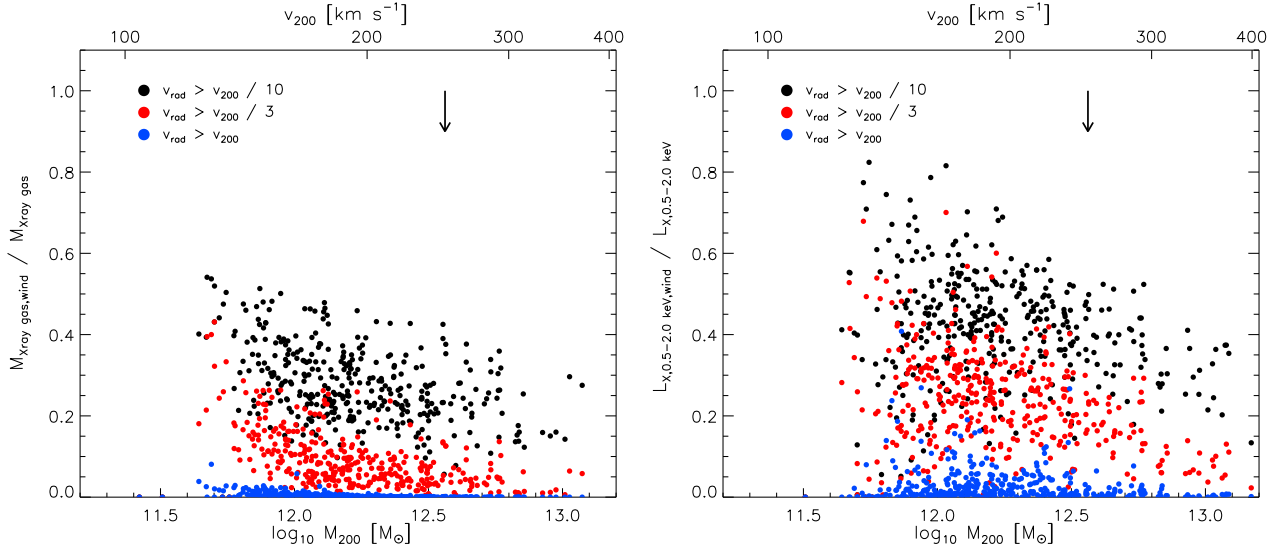 v200 [km s−1]
100 200 300 400
vrad > v200 / 10
vrad > v200 / 3
vrad > v200
MXray gas,wind / MXray gas
1.0
0.8
0.6
0.4
0.2
0.0
11.5 12.0 12.5 13.0
log10 M200 [M⊙]
v200 [km s−1]
100 200 300 400
vrad > v200 / 10
vrad > v200 / 3
vrad > v200
LX,0.5−2.0 keV,wind / LX,0.5−2.0 keV
1.0
0.8
0.6
0.4
0.2
0.0
11.5 12.0 12.5 13.0
log10 M200 [M⊙]